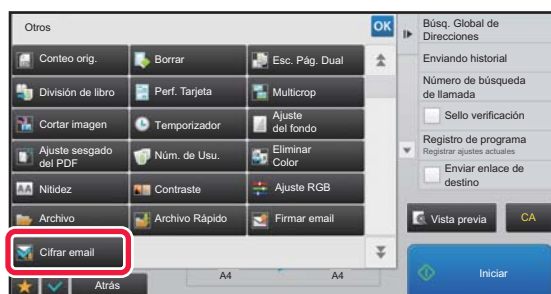 Otros
OK
Conteo orig.
Borrar
Esc. Pág. Dual
División de libro
Perf. Tarjeta
Multicrop
Cortar imagen
Temporizador
Ajuste
del fondo
Ajuste sesgado
del PDF
Núm. de Usu.
Eliminar
Color
AA
Nitidez
Contraste
Ajuste RGB
Archivo
Archivo Rápido
Firmar email
Cifrar email
A4
A4
Atrás
Búsq. Global de
Direcciones
Enviando historial
Número de búsqueda
de llamada
Sello verificación
Registro de programa
Registrar ajustes actuales
Enviar enlace de
destino
Vista previa
CA
Iniciar